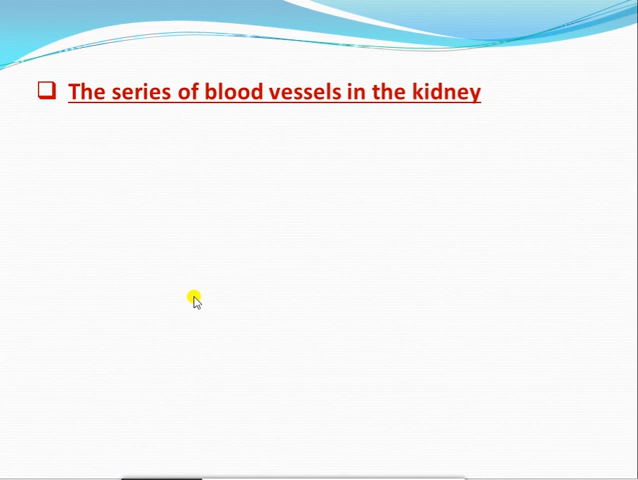 The series of blood vessels in the kidney